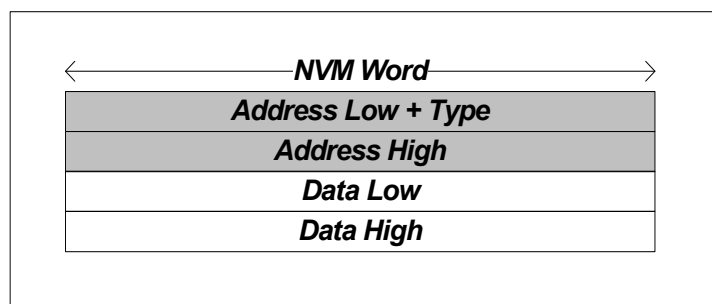 NVM Word
Address Low + Type
Address High
Data Low
Data High